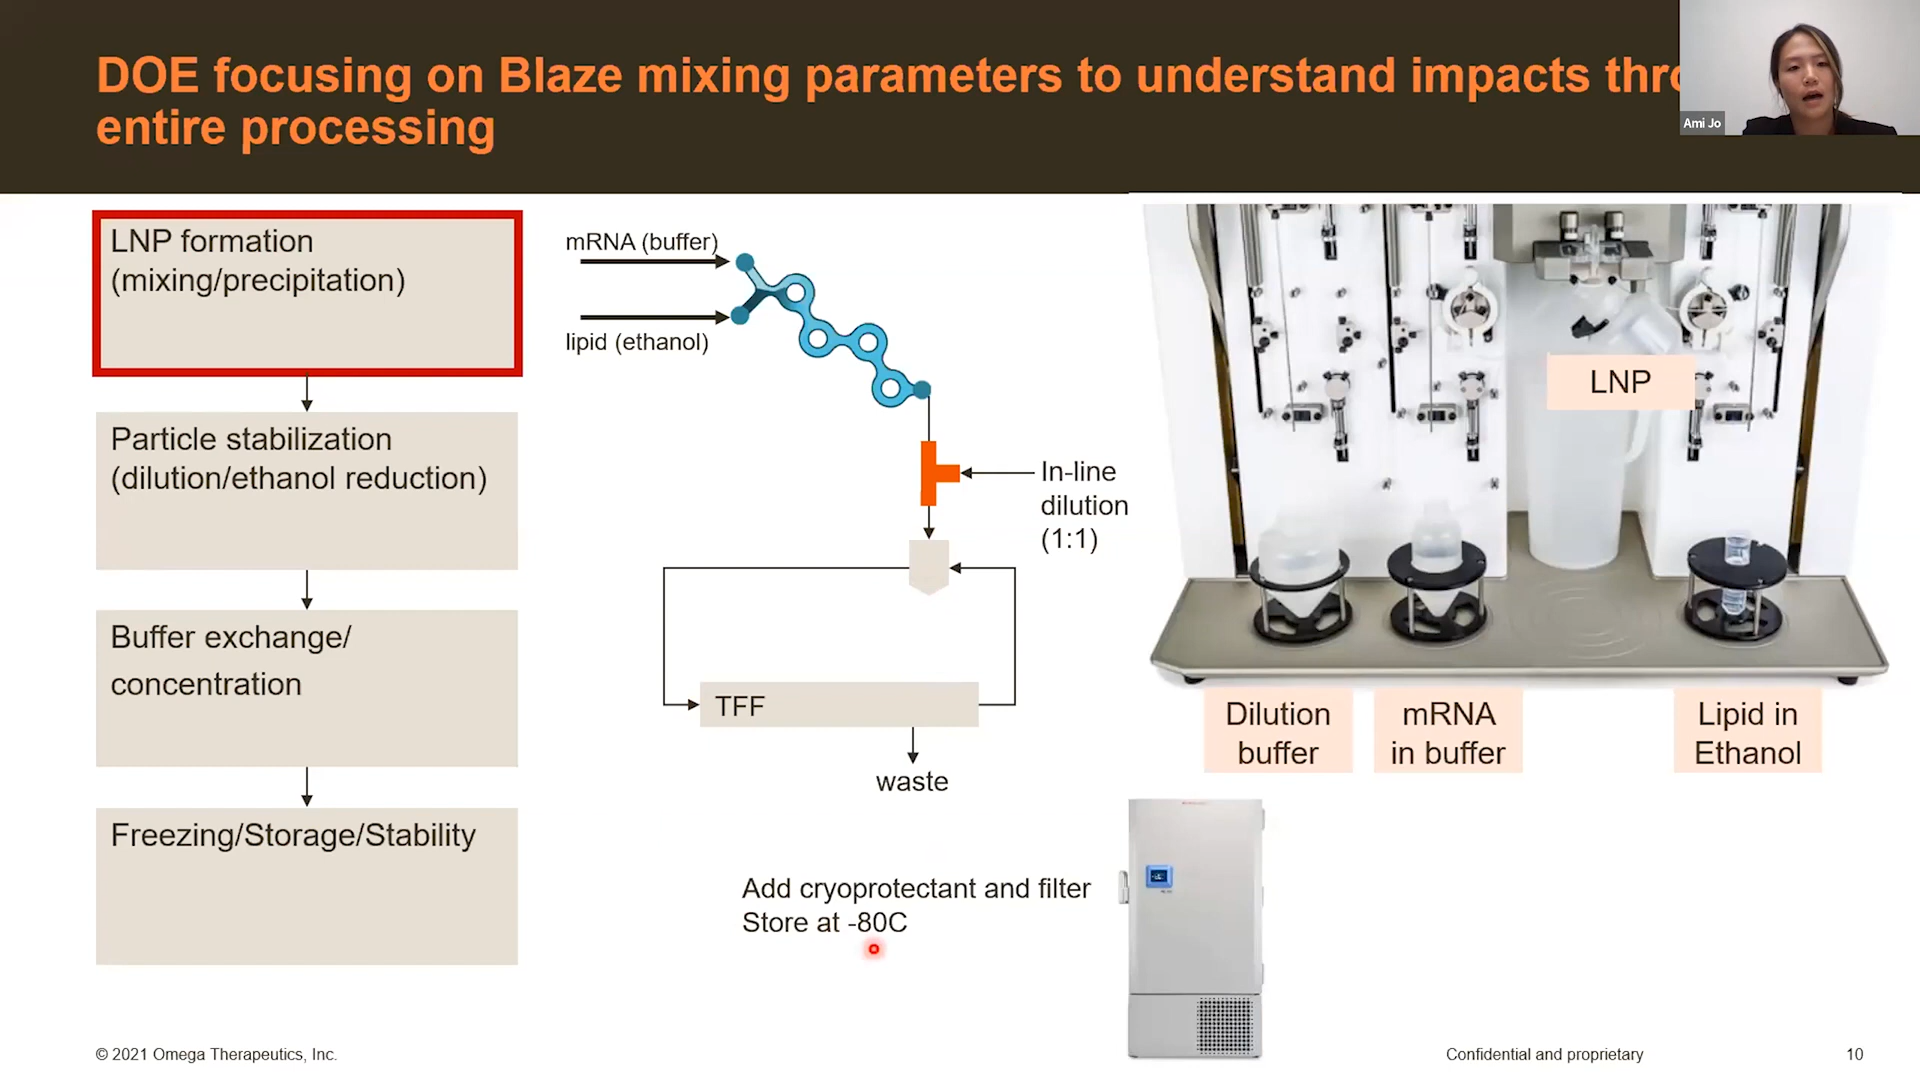 DOE focusing on Blaze mixing parameters to understand impacts
entire processing
Ami Jo
LNP formation
(mixing/precipitation)
Particle stabilization
(dilution/ethanol reduction)
Buffer exchange/
concentration
Freezing/Storage/Stability
mRNA (buffer)
lipid (ethanol)
In-line
dilution
(1:1)
TFF
waste
Add cryoprotectant and filter
Store at -80C
LNP
Dilution
buffer
mRNA
in buffer
Lipid in
Ethanol
© 2021 Omega Therapeutics, Inc.
Confidential and proprietary
10